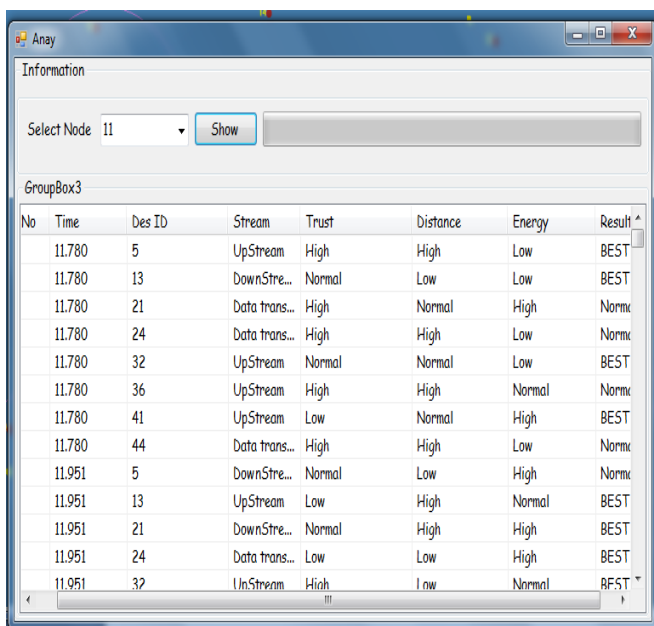 Anay
Information
Select Node 11 Show
GroupBox3
No Time Des ID Stream Trust Distance Energy Result
11.780 5 UpStream High High Low BEST
11.780 13 DownStre... Normal Low Low BEST
11.780 21 Data trans... High Normal High Norma
11.780 24 Data trans... High High Low Norma
11.780 32 UpStream Normal Normal Low BEST
11.780 36 UpStream High High Normal Norma
11.780 41 UpStream Low Normal High BEST
11.780 44 Data trans... High High Low Norma
11.951 5 DownStre... Normal Low High Norma
11.951 13 UpStream Low High Normal BEST
11.951 21 DownStre... Normal High High BEST
11.951 24 Data trans... Low Low High BEST
11.951 32 UpStream High Low Normal BEST